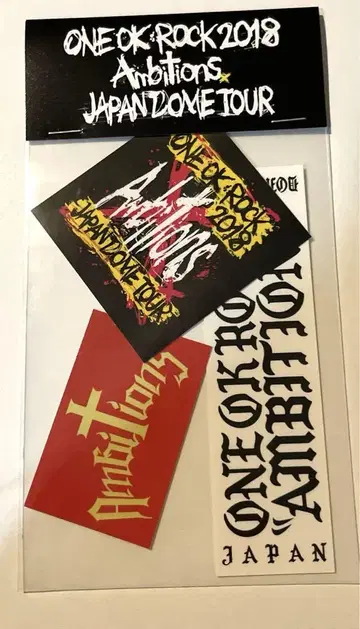 ONE OK ROCK 2018
Ambitions
JAPAN DOME TOUR
ONE OK ROCK
2018
Ambitions
JAPAN DOME TOUR
Ambitions
ONE OK RO
"AMBITION
JAPAN